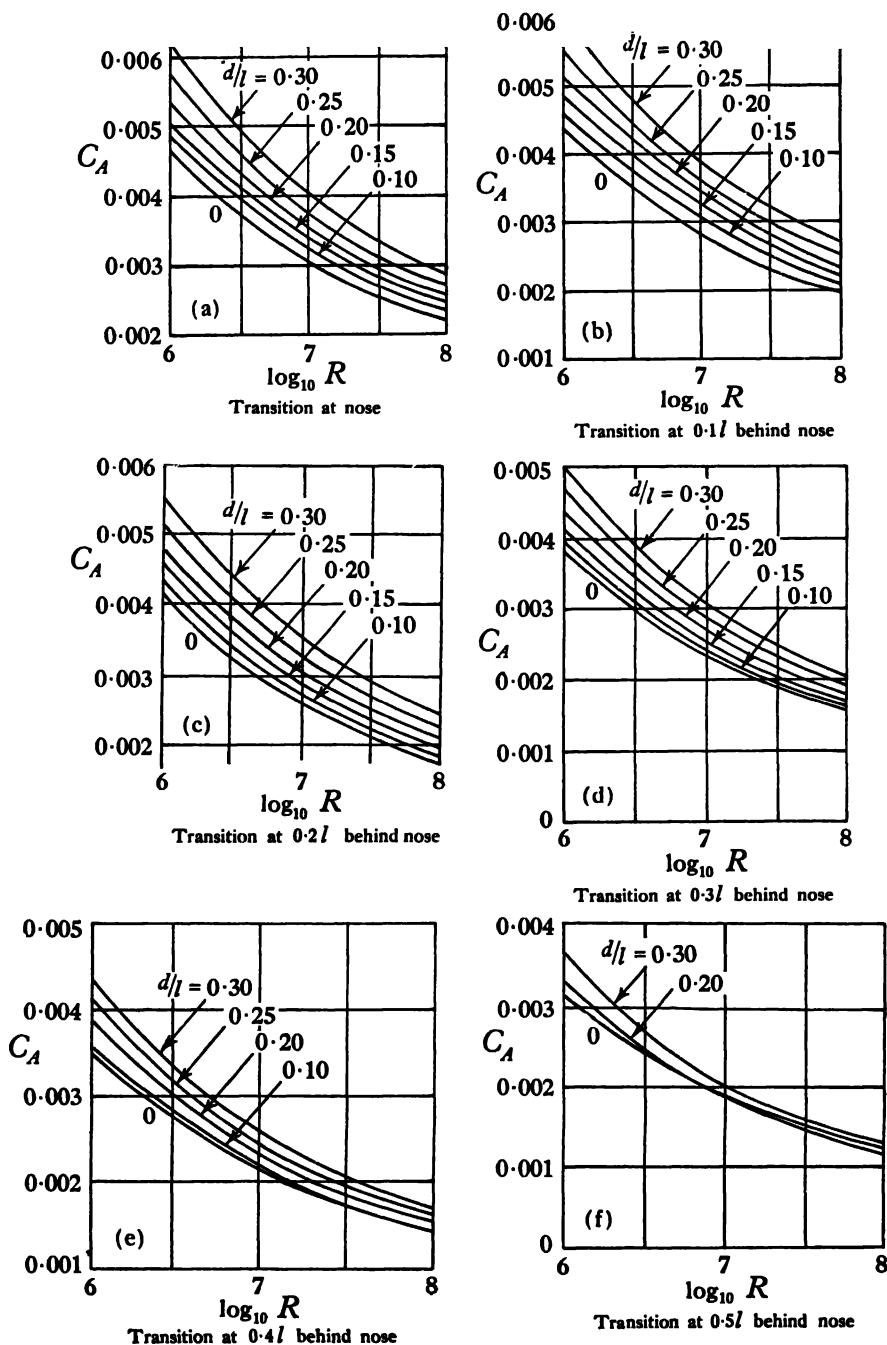 0·006
0·005
0·004
0·003
0·002
C_A
d/l = 0·30
0·25
0·20
0·15
0·10
0
(a)
6
7
8
log₁₀ R
Transition at nose
0·006
0·005
0·004
0·003
0·002
0·001
C_A
d/l = 0·30
0·25
0·20
0·15
0·10
0
(b)
6
7
8
log₁₀ R
Transition at 0·1l behind nose
0·006
0·005
0·004
0·003
0·002
C_A
d/l = 0·30
0·25
0·20
0·15
0·10
0
(c)
6
7
8
log₁₀ R
Transition at 0·2l behind nose
0·005
0·004
0·003
0·002
0·001
0
C_A
d/l = 0·30
0·25
0·20
0·15
0·10
0
(d)
6
7
8
log₁₀ R
Transition at 0·3l behind nose
0·005
0·004
0·003
0·002
0·001
C_A
d/l = 0·30
0·25
0·20
0·10
0
(e)
6
7
8
log₁₀ R
Transition at 0·4l behind nose
0·004
0·003
0·002
0·001
0
C_A
d/l = 0·30
0·20
0
(f)
6
7
8
log₁₀ R
Transition at 0·5l behind nose